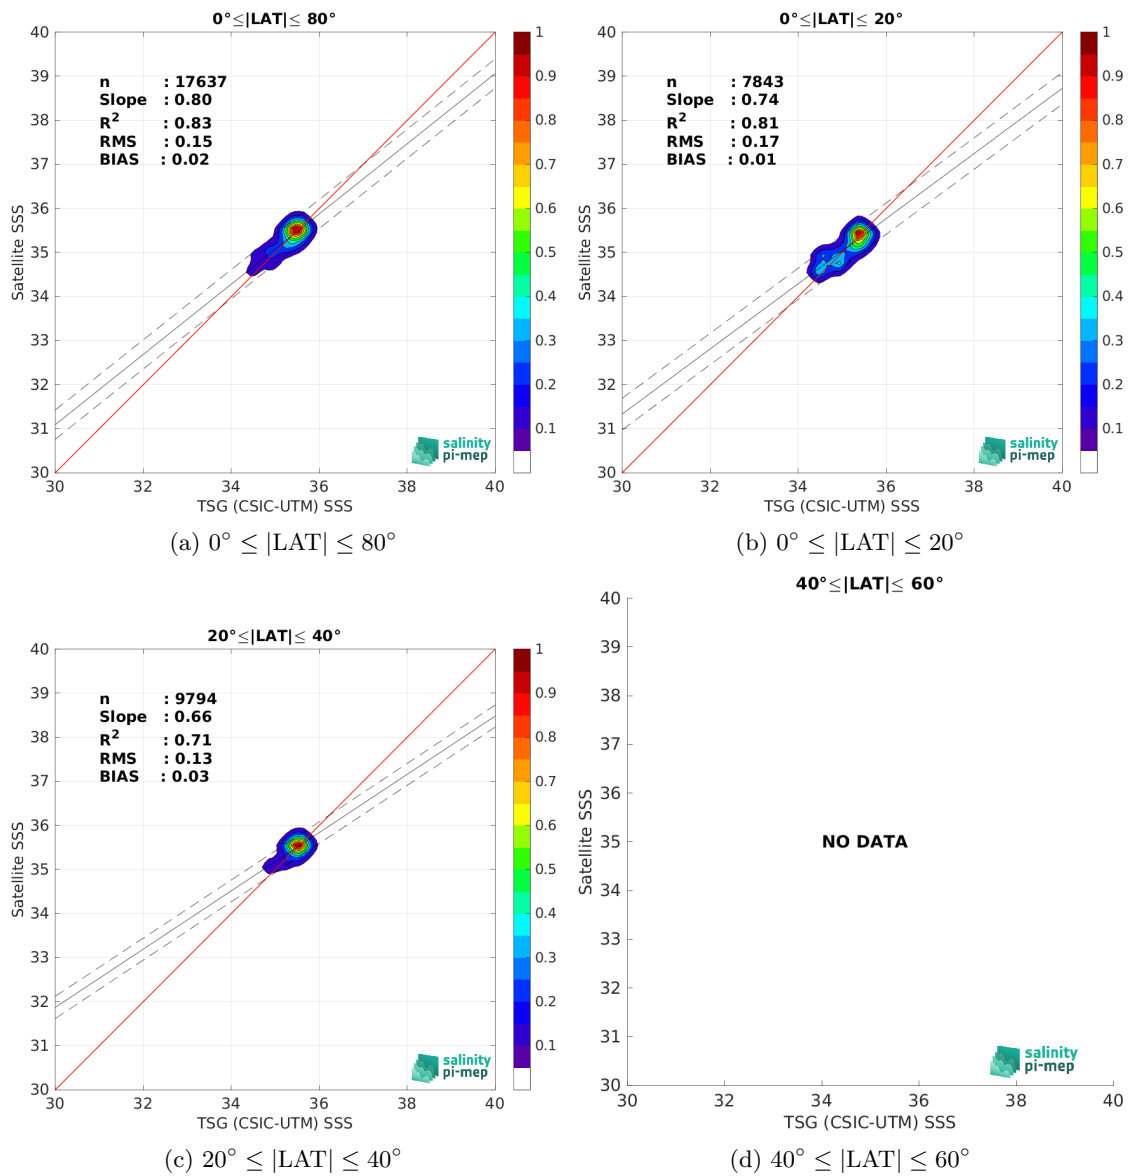 0°≤|LAT|≤ 80°
40
39
38
37
36
35
34
33
32
31
30
Satellite SSS
n : 17637
Slope : 0.80
R² : 0.83
RMS : 0.15
BIAS : 0.02
salinity
pi-mep
30 32 34 36 38 40
TSG (CSIC-UTM) SSS
1
0.9
0.8
0.7
0.6
0.5
0.4
0.3
0.2
0.1
(a) 0° ≤ |LAT| ≤ 80°
0°≤|LAT|≤ 20°
40
39
38
37
36
35
34
33
32
31
30
Satellite SSS
n : 7843
Slope : 0.74
R² : 0.81
RMS : 0.17
BIAS : 0.01
salinity
pi-mep
30 32 34 36 38 40
TSG (CSIC-UTM) SSS
1
0.9
0.8
0.7
0.6
0.5
0.4
0.3
0.2
0.1
(b) 0° ≤ |LAT| ≤ 20°
20°≤|LAT|≤ 40°
40
39
38
37
36
35
34
33
32
31
30
Satellite SSS
n : 9794
Slope : 0.66
R² : 0.71
RMS : 0.13
BIAS : 0.03
salinity
pi-mep
30 32 34 36 38 40
TSG (CSIC-UTM) SSS
1
0.9
0.8
0.7
0.6
0.5
0.4
0.3
0.2
0.1
(c) 20° ≤ |LAT| ≤ 40°
40°≤|LAT|≤ 60°
40
39
38
37
36
35
34
33
32
31
30
Satellite SSS
NO DATA
salinity
pi-mep
30 32 34 36 38 40
TSG (CSIC-UTM) SSS
(d) 40° ≤ |LAT| ≤ 60°